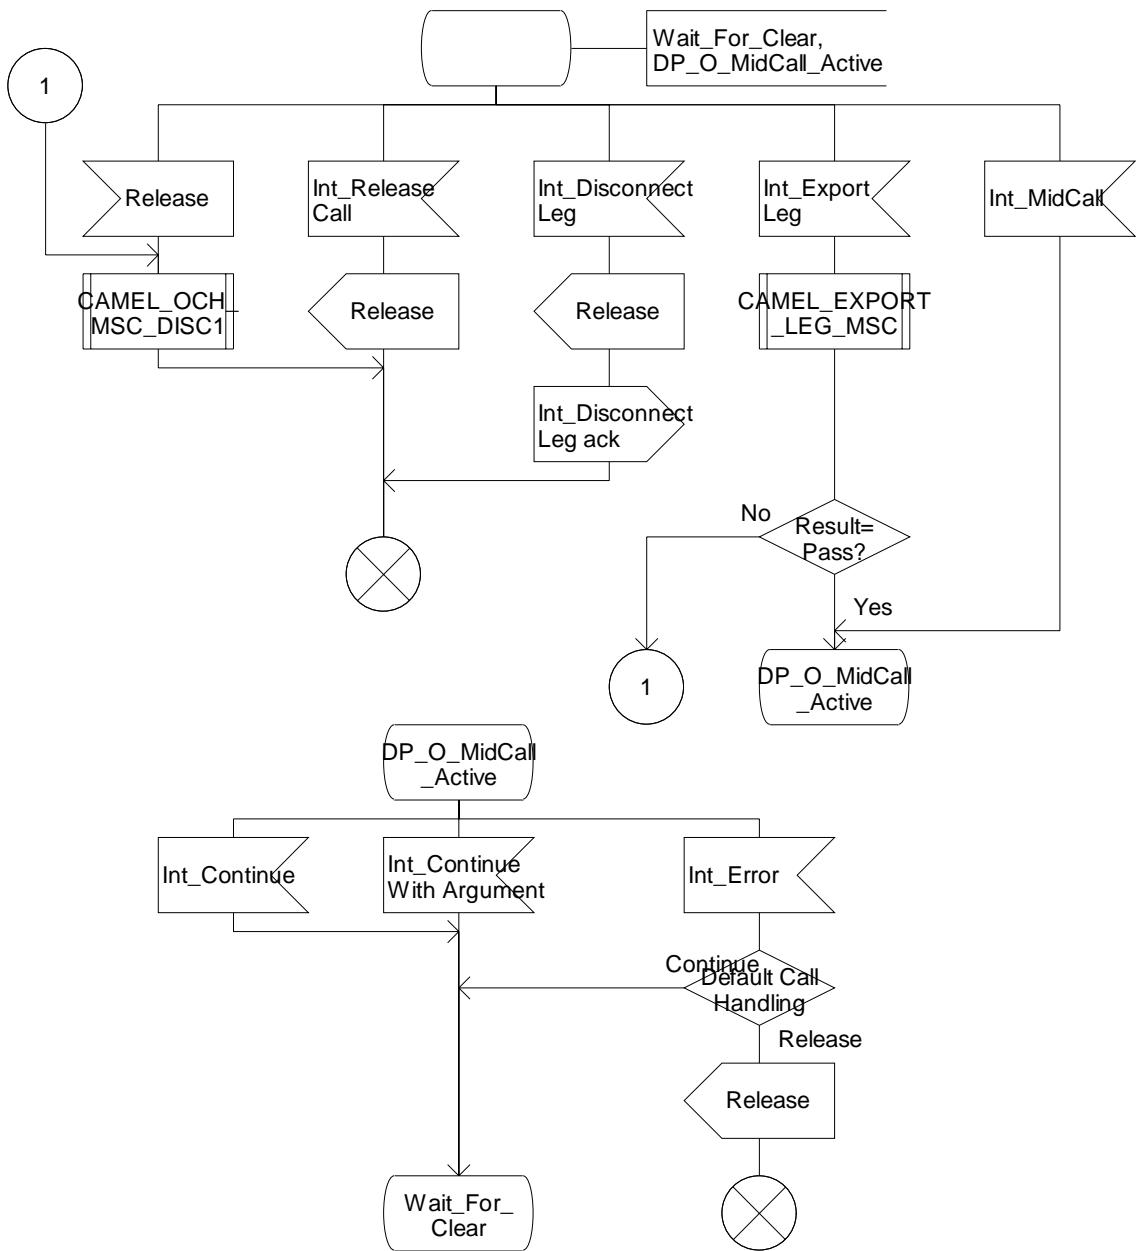 Wait_For_Clear,
DP_O_MidCall_Active
1
Release
Int_Release
Call
Int_Disconnect
Leg
Int_Export
Leg
Int_MidCall
CAMEL_OCH_
MSC_DISC1
Release
Release
CAMEL_EXPORT
_LEG_MSC
Int_Disconnect
Leg ack
No
Result=
Pass?
Yes
1
DP_O_MidCall
_Active
DP_O_MidCall
_Active
Int_Continue
Int_Continue
With Argument
Int_Error
Continue
Default Call
Handling
Release
Release
Wait_For_
Clear